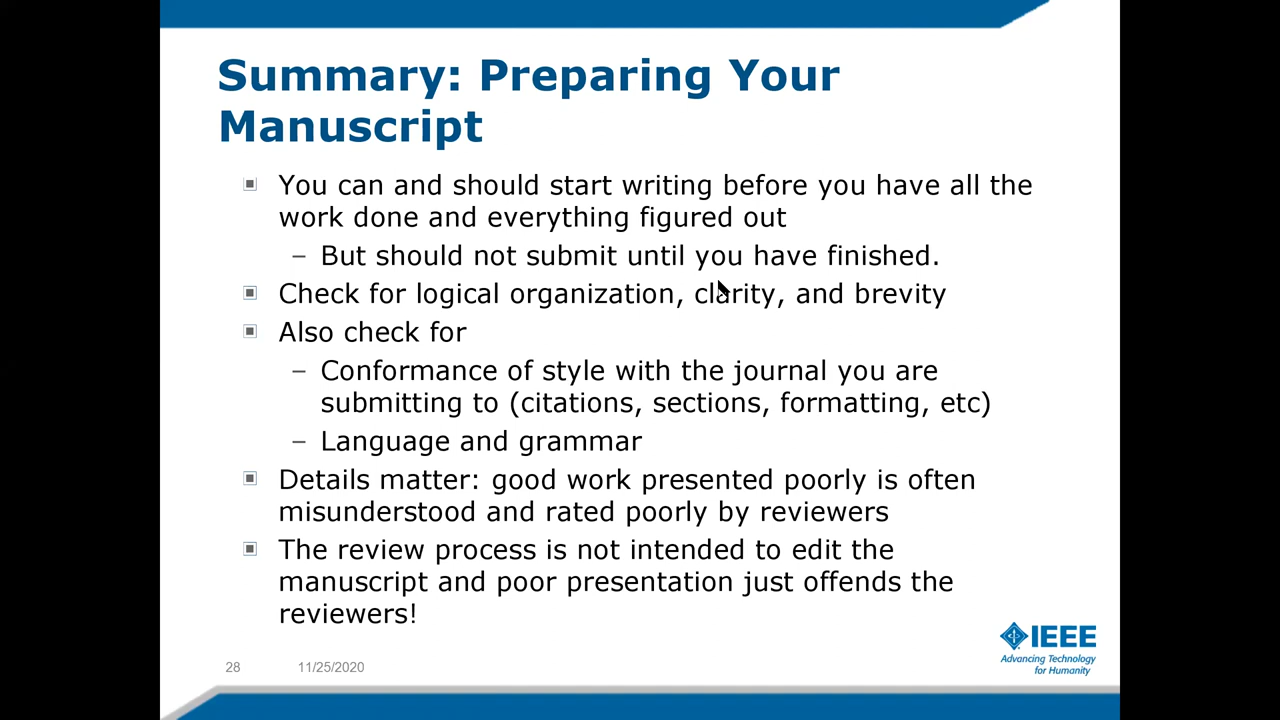 Summary: Preparing Your
Manuscript
You can and should start writing before you have all the
work done and everything figured out
– But should not submit until you have finished.
Check for logical organization, clarity, and brevity
Also check for
– Conformance of style with the journal you are
submitting to (citations, sections, formatting, etc)
– Language and grammar
Details matter: good work presented poorly is often
misunderstood and rated poorly by reviewers
The review process is not intended to edit the
manuscript and poor presentation just offends the
reviewers!
IEEE
Advancing Technology
for Humanity
28 11/25/2020